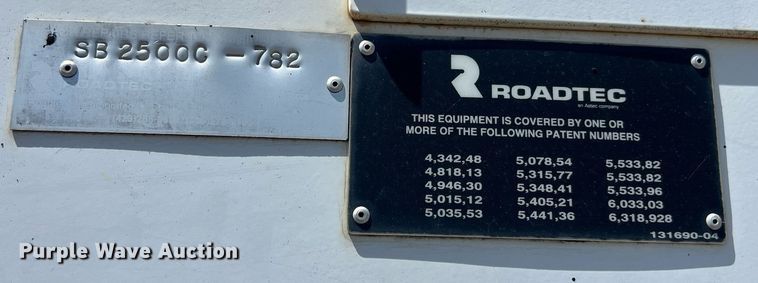 SB2500C - 782
ROADTEC
ROADTEC
an Astec company
THIS EQUIPMENT IS COVERED BY ONE OR
MORE OF THE FOLLOWING PATENT NUMBERS
4,342,48 5,078,54 5,533,82
4,818,13 5,315,77 5,533,82
4,946,30 5,348,41 5,533,96
5,015,12 5,405,21 6,033,03
5,035,53 5,441,36 6,318,928
131690-04
Purple Wave Auction